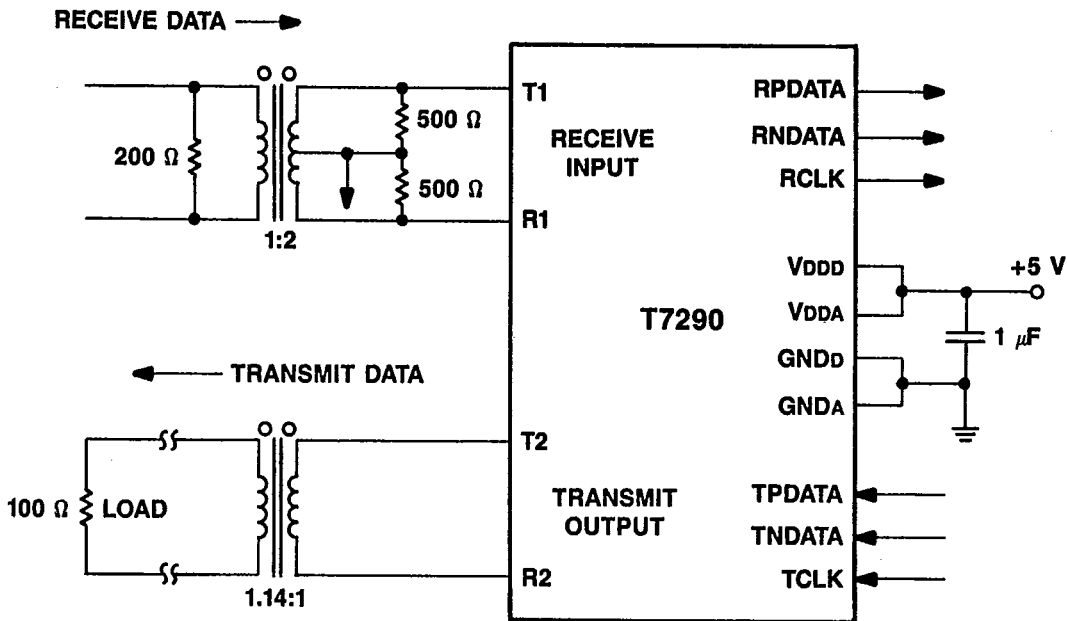 RECEIVE DATA
T1
RPDATA
500 Ω
RECEIVE
INPUT
RNDATA
200 Ω
RCLK
500 Ω
R1
1:2
VDDD
+5 V
VDDA
T7290
1 μF
GNDD
TRANSMIT DATA
GNDA
T2
100 Ω
LOAD
TRANSMIT
OUTPUT
TPDATA
TNDATA
R2
TCLK
1.14:1